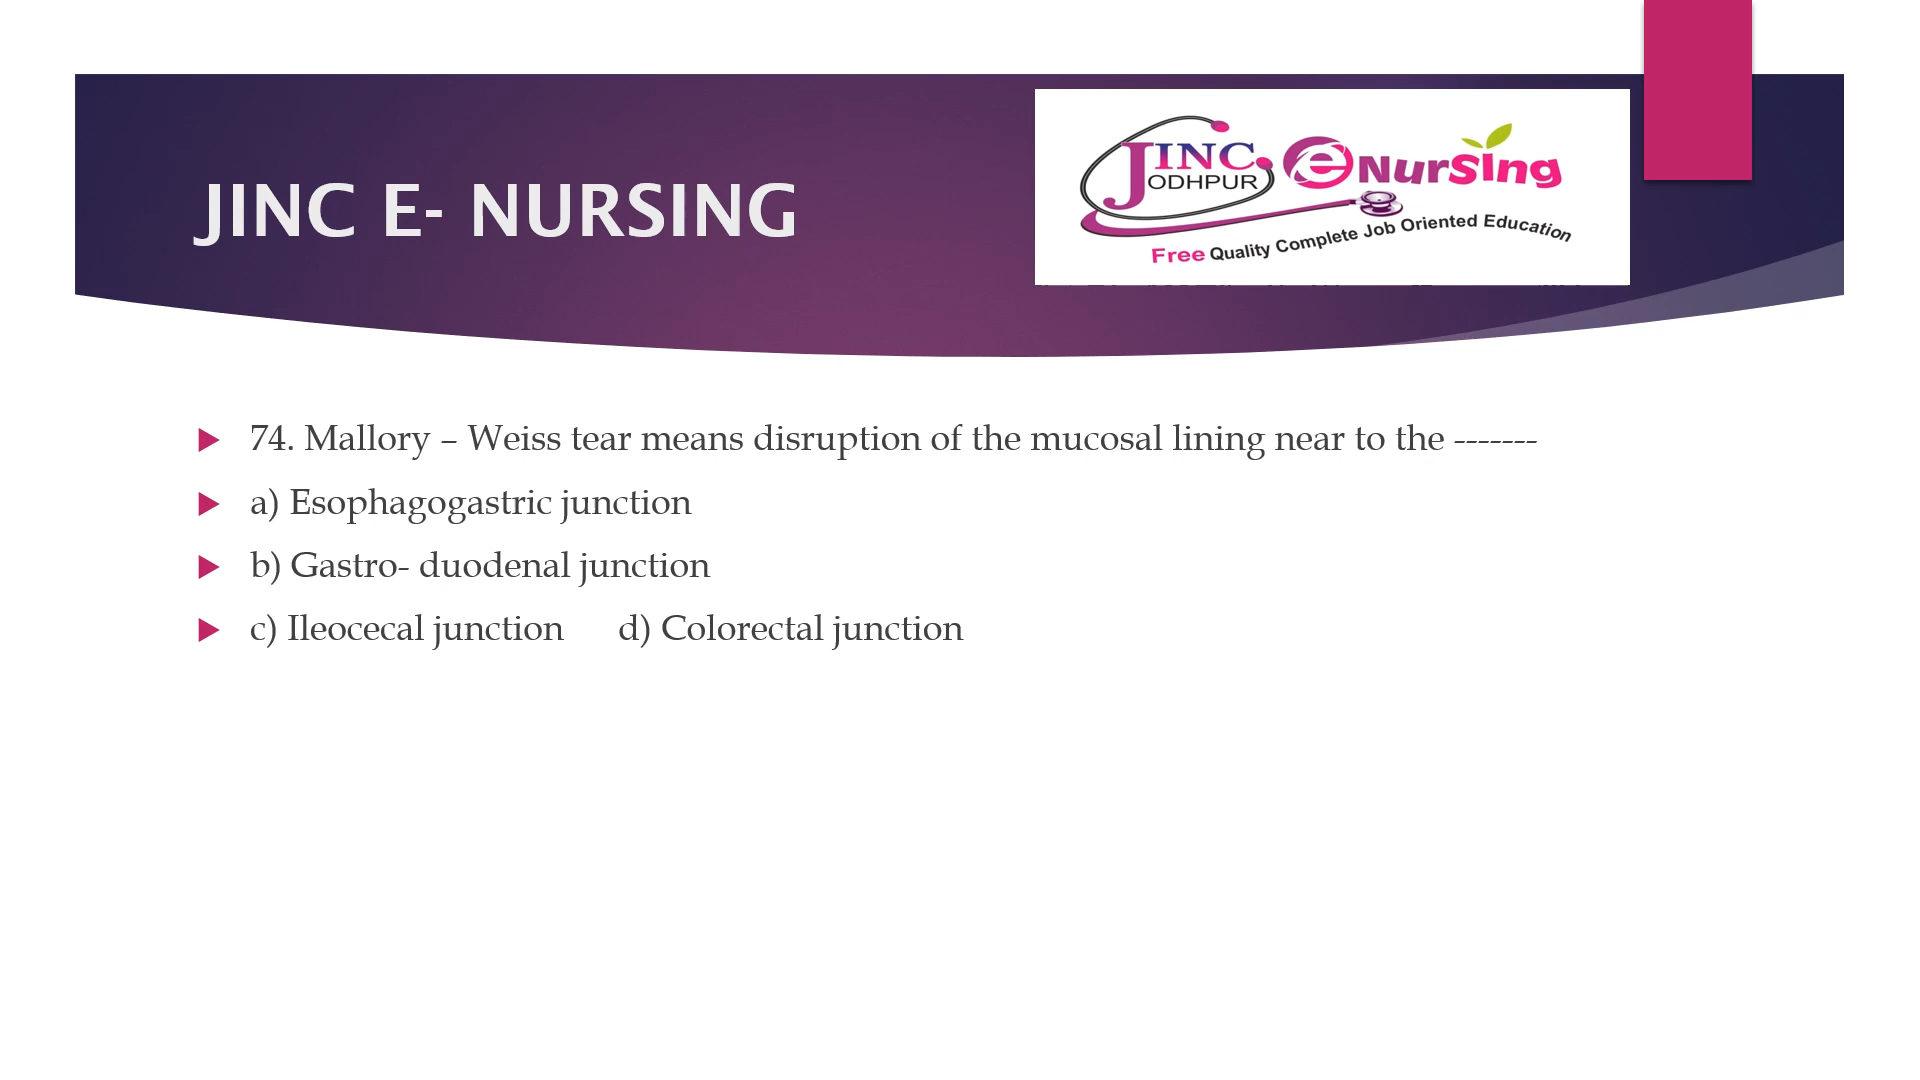 JINC E- NURSING
JINC. eNursing
ODHPUR
Free Quality Complete Job Oriented Education
74. Mallory – Weiss tear means disruption of the mucosal lining near to the -------
a) Esophagogastric junction
b) Gastro- duodenal junction
c) Ileocecal junction d) Colorectal junction